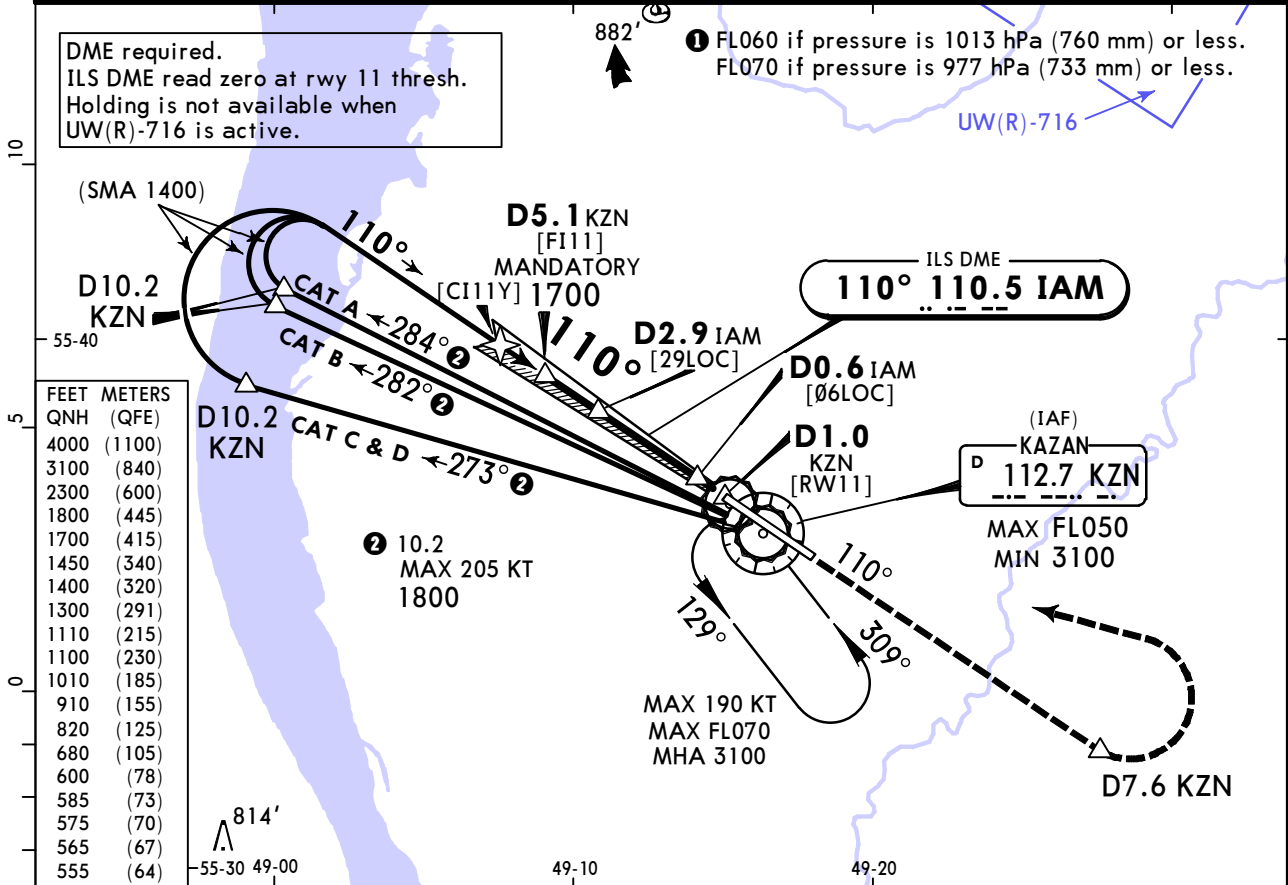 DME required.
ILS DME read zero at rwy 11 thresh.
Holding is not available when
UW(R)-716 is active.
882'
1 FL060 if pressure is 1013 hPa (760 mm) or less.
FL070 if pressure is 977 hPa (733 mm) or less.
UW(R)-716
10
5
0
(SMA 1400)
D10.2
KZN
110°
D5.1 KZN
[FI11]
MANDATORY
1700
[CI11Y]
ILS DME
110° 110.5 IAM
CAT A 284° 2
CAT B 282° 2
110°
D2.9 IAM
[29LOC]
D0.6 IAM
[Ø6LOC]
55-40
D10.2
KZN
CAT C & D 273° 2
D1.0
KZN
[RW11]
(IAF)
KAZAN
D 112.7 KZN
MAX FL050
MIN 3100
2 10.2
MAX 205 KT
1800
110°
129°
309°
MAX 190 KT
MAX FL070
MHA 3100
D7.6 KZN
FEET METERS
QNH (QFE)
4000 (1100)
3100 (840)
2300 (600)
1800 (445)
1700 (415)
1450 (340)
1400 (320)
1300 (291)
1110 (215)
1100 (230)
1010 (185)
910 (155)
820 (125)
680 (105)
600 (78)
585 (73)
575 (70)
565 (67)
555 (64)
814'
55-30 49-00
49-10
49-20